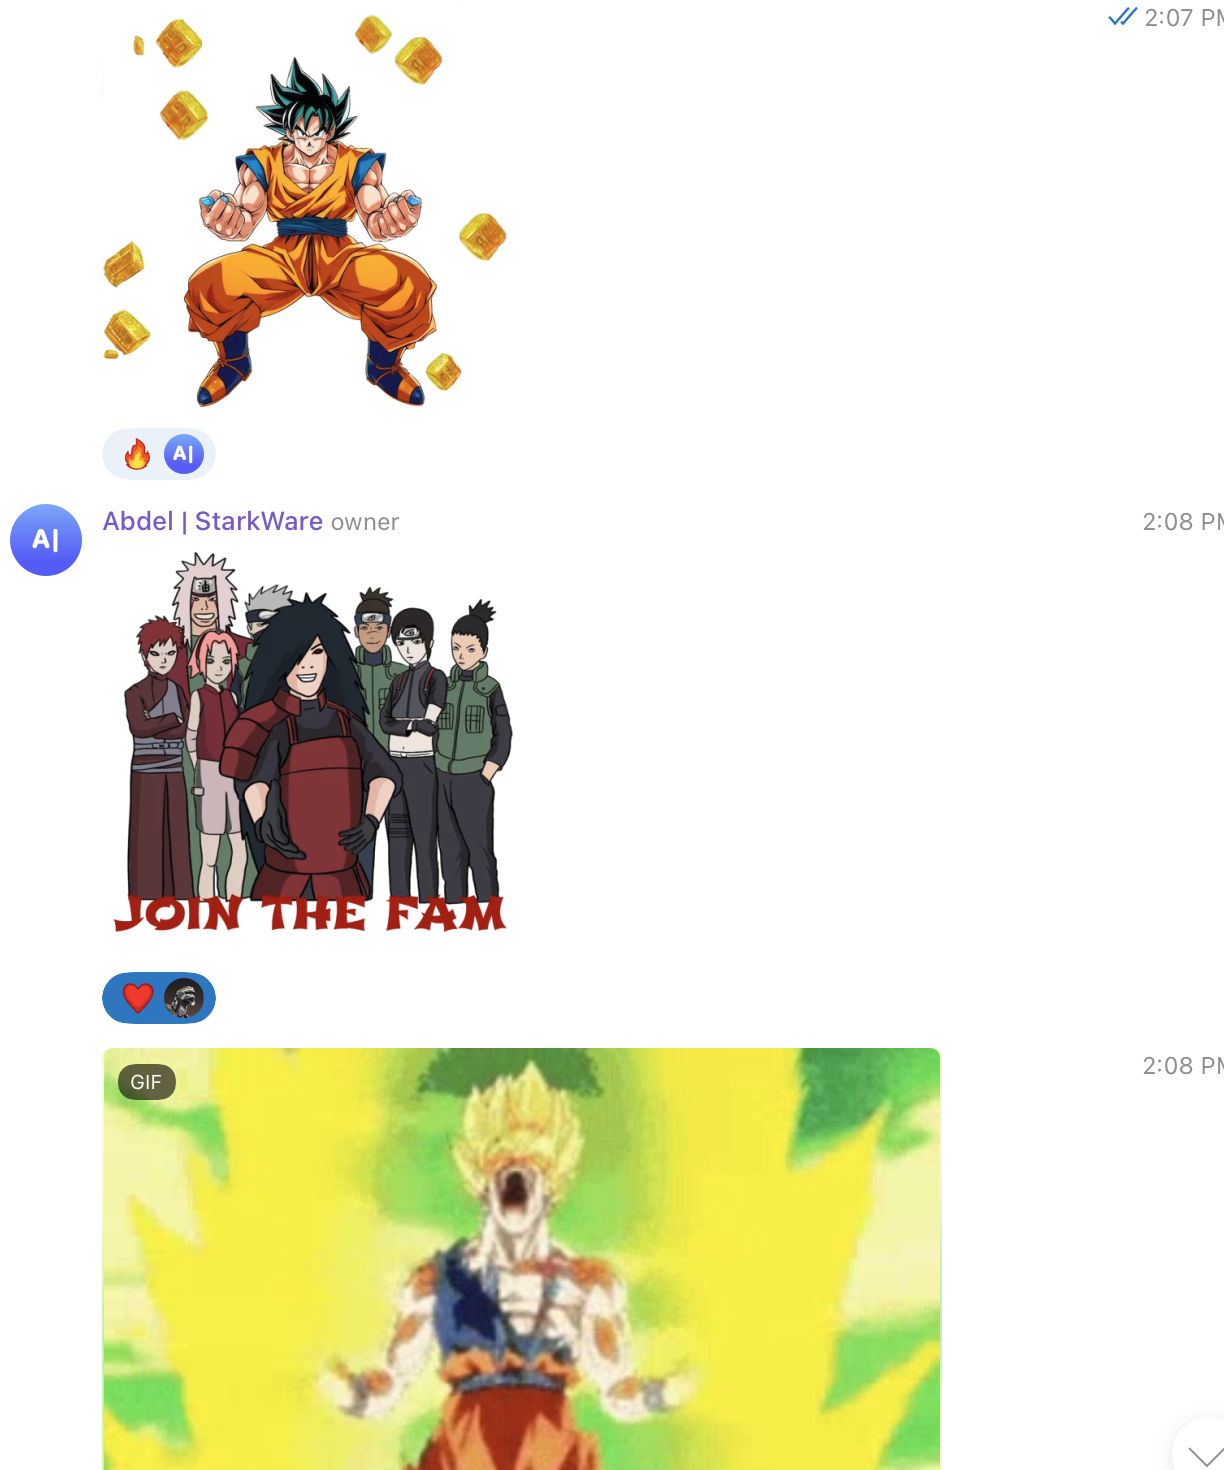 2:07 PM
A|
Abdel | StarkWare owner
2:08 PM
A|
JOIN THE FAM
2:08 PM
GIF